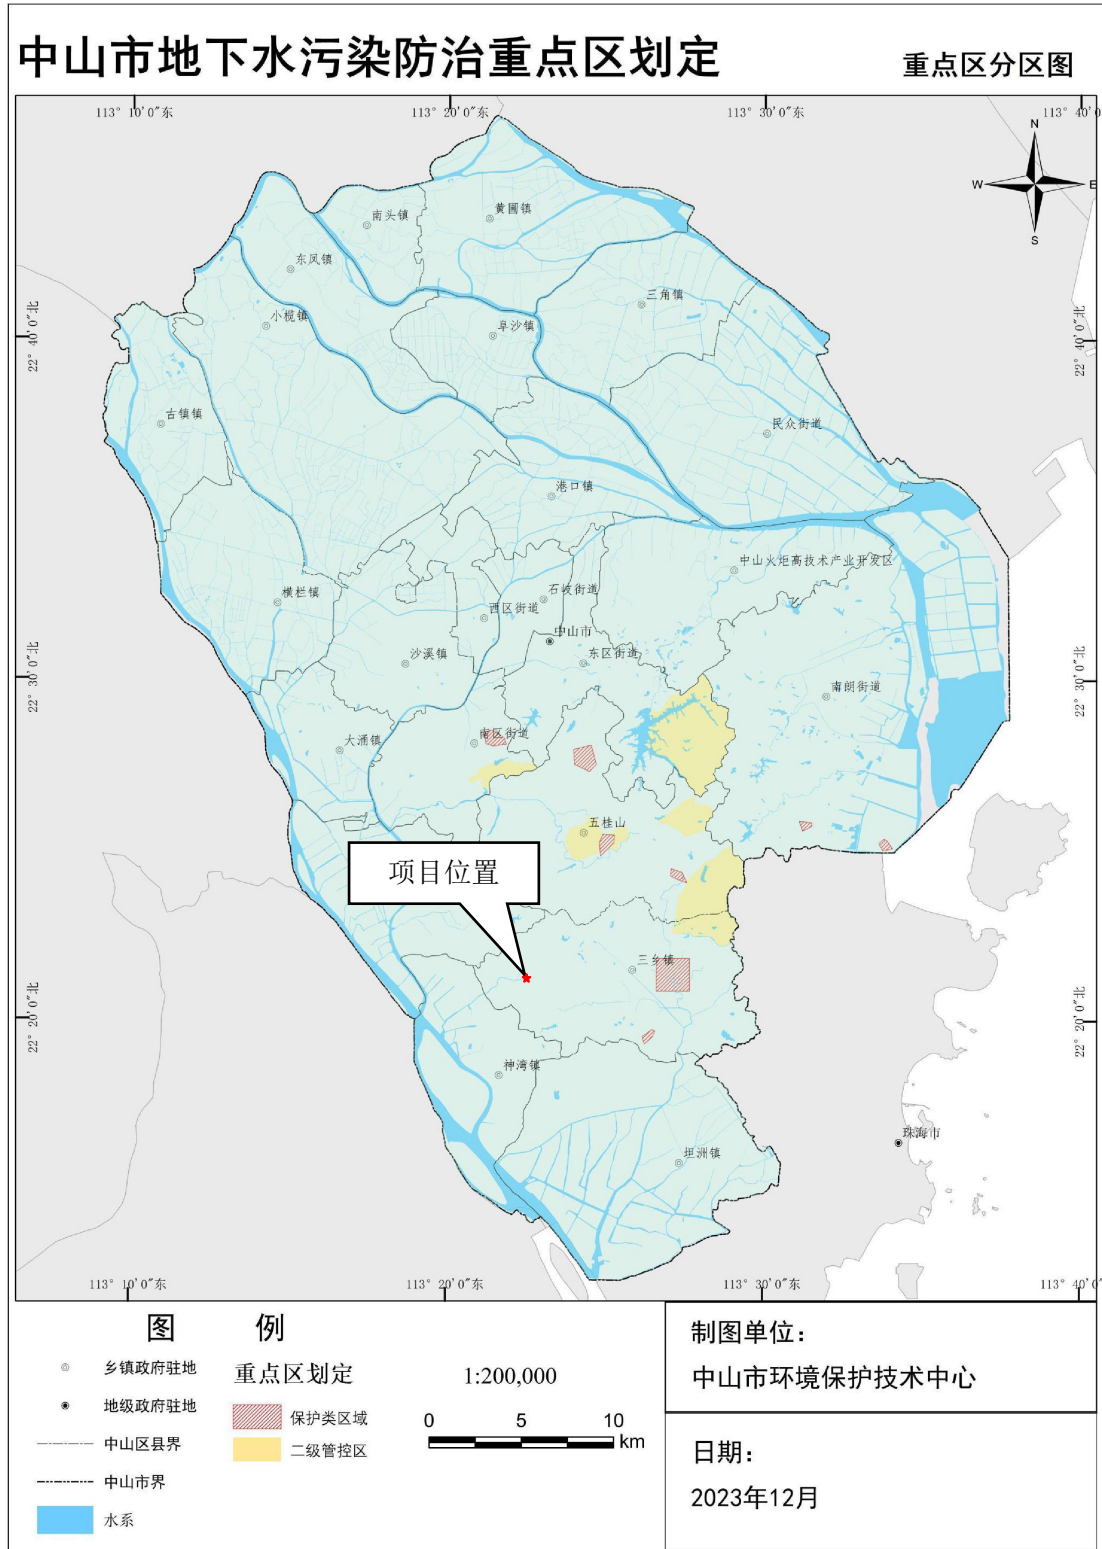 中山市地下水污染防治重点区划定
重点区分区图
113° 10′0″东
113° 20′0″东
113° 30′0″东
113° 40′0
N
W
E
S
22° 40′0″北
22° 40′0″北
22° 30′0″北
22° 30′0″北
22° 20′0″北
22° 20′0″北
南头镇
黄圃镇
东凤镇
小榄镇
三角镇
阜沙镇
古镇镇
民众街道
港口镇
中山火炬高技术产业开发区
横栏镇
石岐街道
西区街道
中山市
沙溪镇
东区街道
南朗街道
大涌镇
南区街道
五桂山
项目位置
三乡镇
神湾镇
坦洲镇
珠海市
113° 10′0″东
113° 20′0″东
113° 30′0″东
113° 40′0
图 例
乡镇政府驻地
地级政府驻地
中山区县界
中山市界
水系
重点区划定
保护类区域
二级管控区
1:200,000
0 5 10
km
制图单位：
中山市环境保护技术中心
日期：
2023年12月